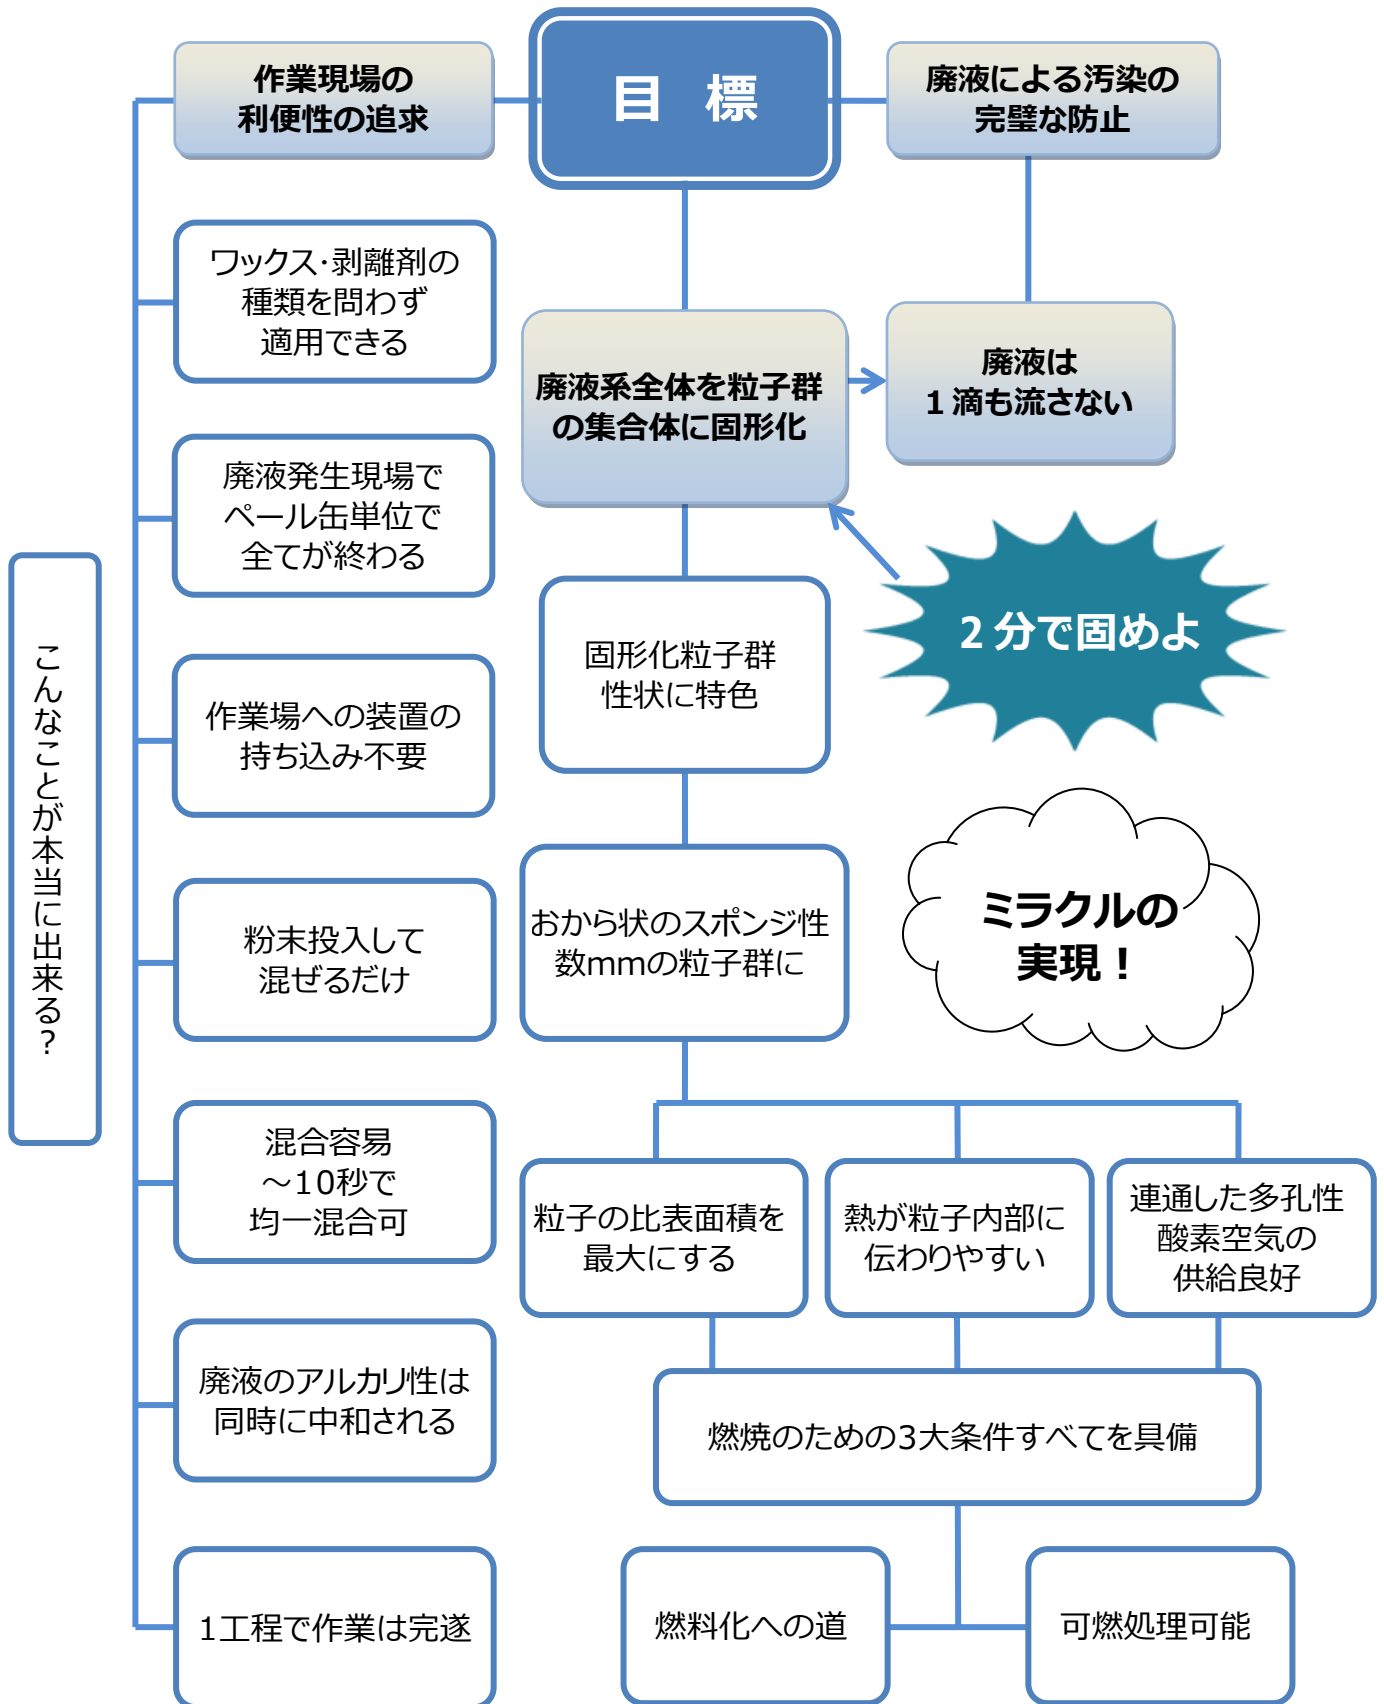 目 標
作業現場の
利便性の追求
廃液による汚染の
完璧な防止
ワックス・剥離剤の
種類を問わず
適用できる
廃液発生現場で
ペール缶単位で
全てが終わる
作業場への装置の
持ち込み不要
粉末投入して
混ぜるだけ
混合容易
～10秒で
均一混合可
廃液のアルカリ性は
同時に中和される
1工程で作業は完遂
こんなことが本当に出来る？
廃液系全体を粒子群
の集合体に固形化
廃液は
1滴も流さない
2分で固めよ
固形化粒子群
性状に特色
ミラクルの
実現！
おから状のスポンジ性
数mmの粒子群に
粒子の比表面積を
最大にする
熱が粒子内部に
伝わりやすい
連通した多孔性
酸素空気の
供給良好
燃焼のための3大条件すべてを具備
燃料化への道
可燃処理可能